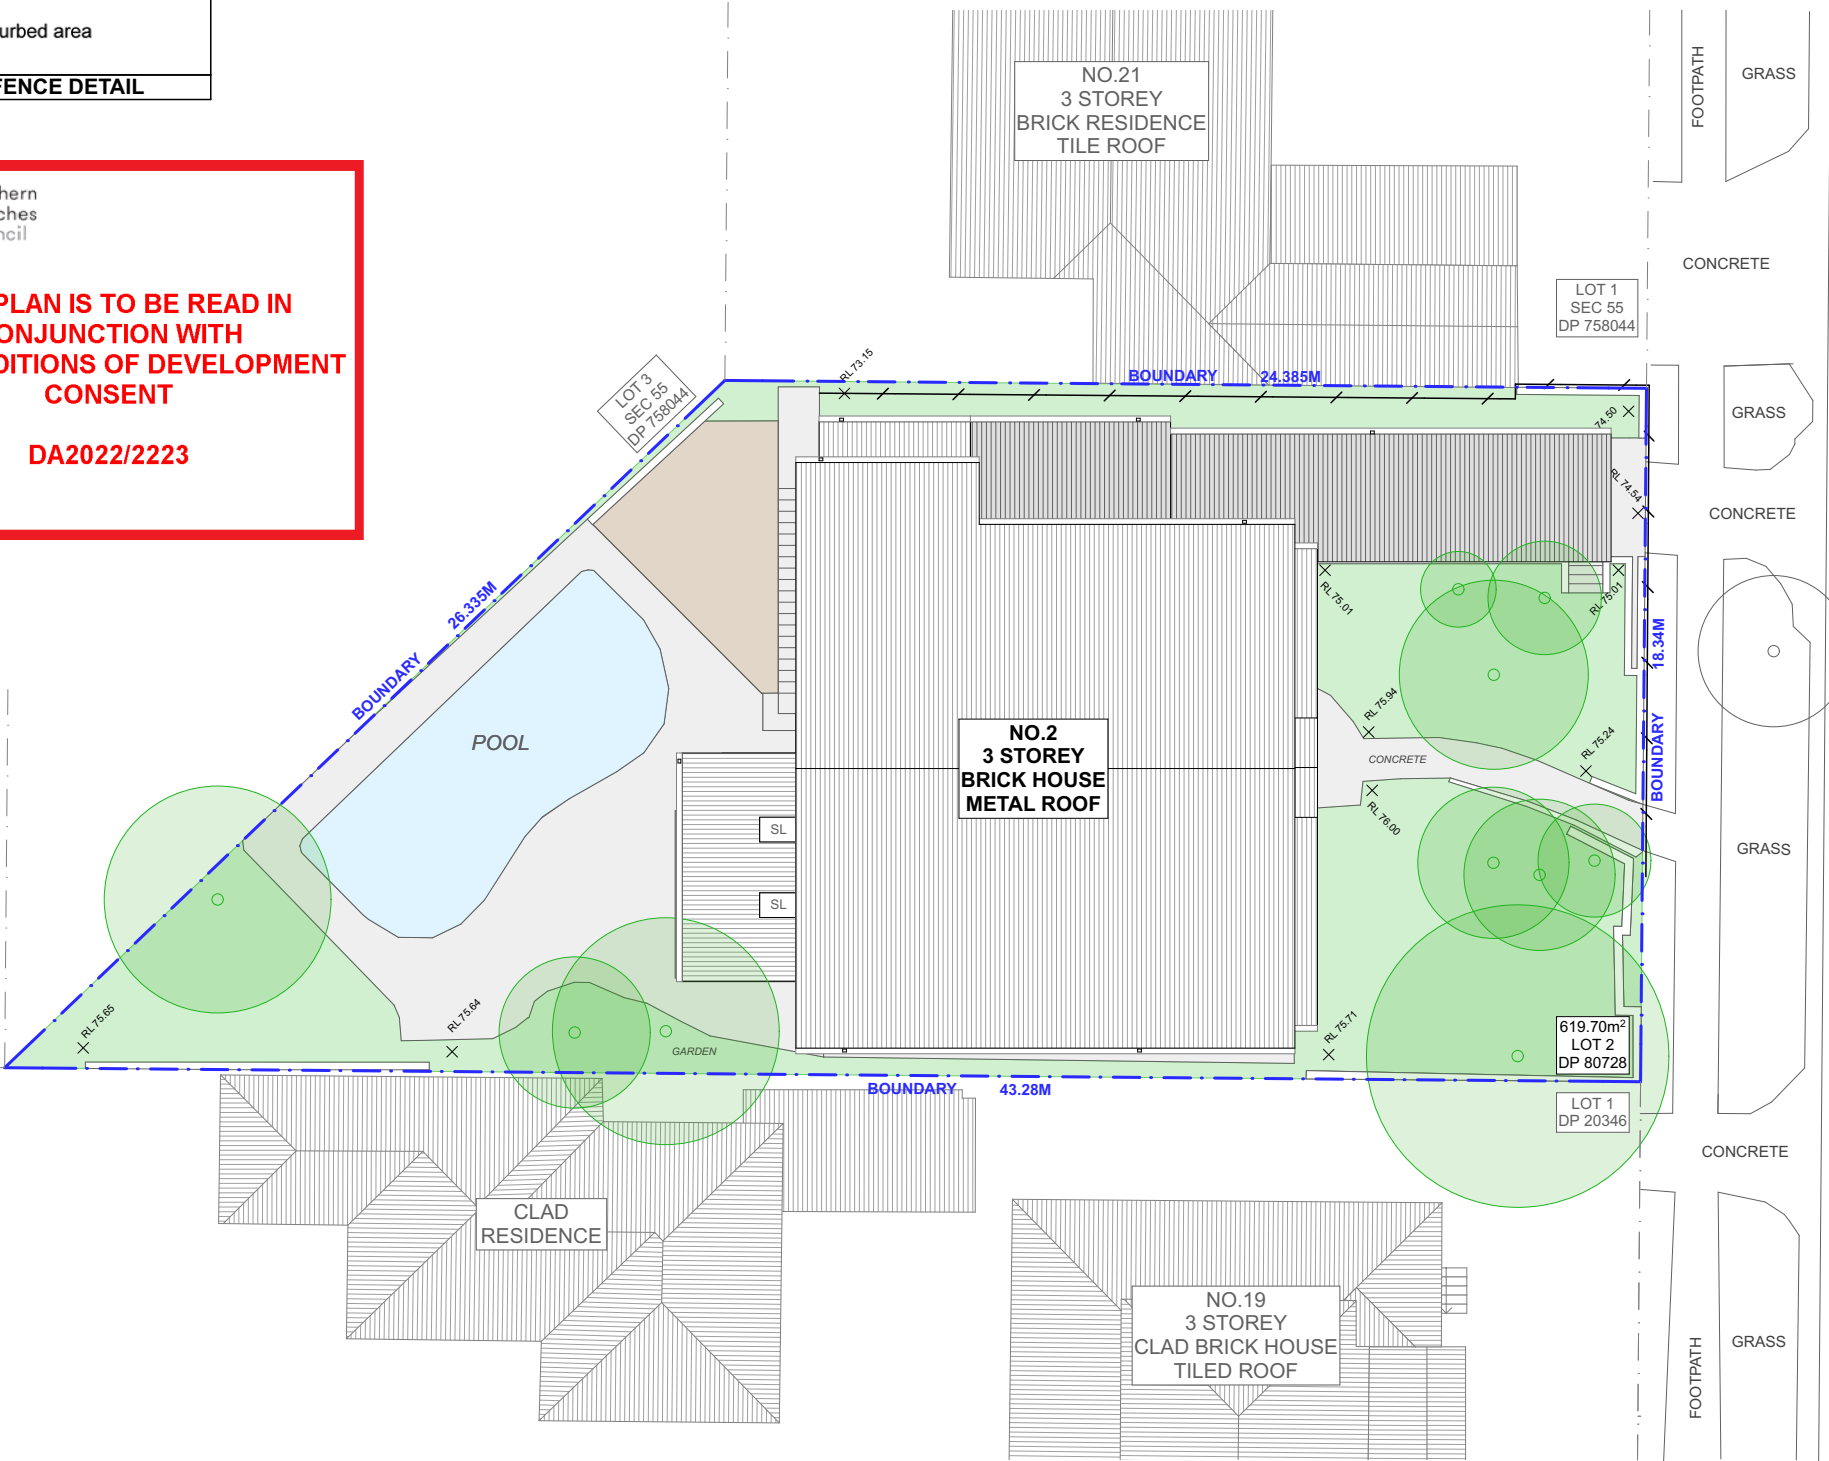 urbed area
FENCE DETAIL
hern
ches
ncil
PLAN IS TO BE READ IN
ONJUNCTION WITH
DITIONS OF DEVELOPMENT
CONSENT
DA2022/2223
NO.21
3 STOREY
BRICK RESIDENCE
TILE ROOF
FOOTPATH
GRASS
CONCRETE
LOT 1
SEC 55
DP 758044
LOT 3
SEC 55
DP 758044
RL 73.15
BOUNDARY 24.385M
74.50
GRASS
RL 74.54
CONCRETE
26.335M
BOUNDARY
RL 75.01
RL 75.01
18.34M
BOUNDARY
POOL
NO.2
3 STOREY
BRICK HOUSE
METAL ROOF
RL 75.94
CONCRETE
RL 75.24
RL 76.00
SL
SL
GRASS
RL 75.65
RL 75.64
GARDEN
RL 75.71
619.70m²
LOT 2
DP 80728
BOUNDARY 43.28M
LOT 1
DP 20346
CONCRETE
CLAD
RESIDENCE
NO.19
3 STOREY
CLAD BRICK HOUSE
TILED ROOF
FOOTPATH
GRASS